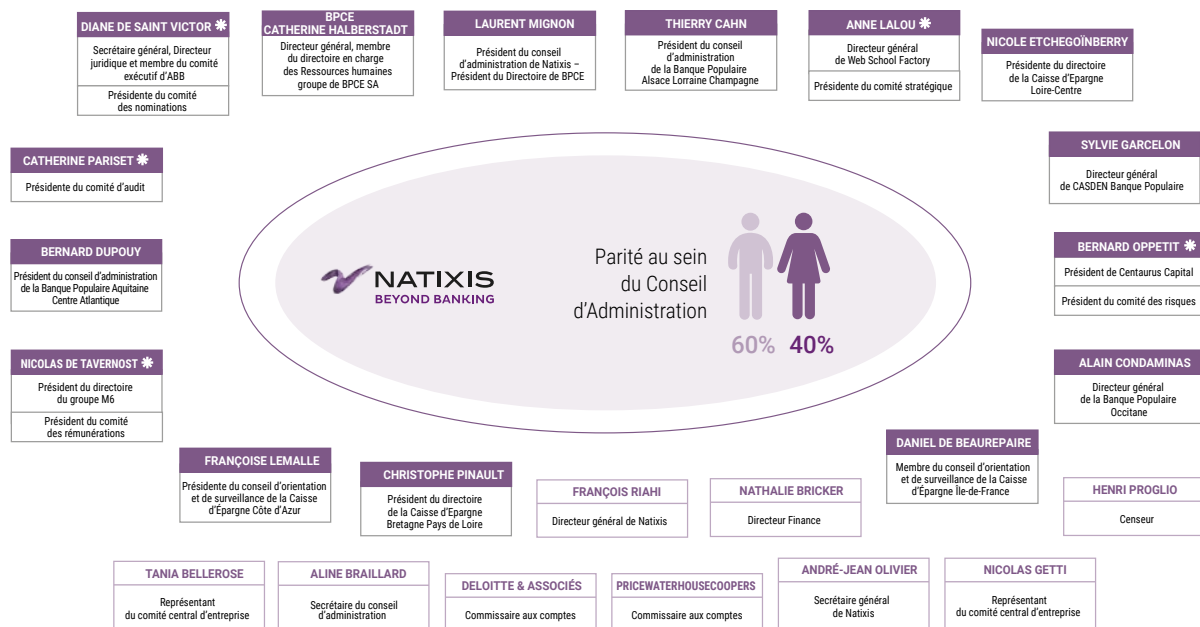 DIANE DE SAINT VICTOR *
Secrétaire général, Directeur
juridique et membre du comité
exécutif d'ABB
Présidente du comité
des nominations
BPCE
CATHERINE HALBERSTADT
Directeur général, membre
du directoire en charge
des Ressources humaines
groupe de BPCE SA
LAURENT MIGNON
Président du conseil
d'administration de Natixis –
Président du Directoire de BPCE
THIERRY CAHN
Président du conseil
d'administration
de la Banque Populaire
Alsace Lorraine Champagne
ANNE LALOU *
Directeur général
de Web School Factory
Présidente du comité stratégique
NICOLE ETCHEGOÏNBERRY
Présidente du directoire
de la Caisse d'Epargne
Loire-Centre
CATHERINE PARISET *
Présidente du comité d'audit
SYLVIE GARCELON
Directeur général
de CASDEN Banque Populaire
BERNARD DUPOUY
Président du conseil d'administration
de la Banque Populaire Aquitaine
Centre Atlantique
NATIXIS
BEYOND BANKING
Parité au sein
du Conseil
d'Administration
60% 40%
BERNARD OPPETIT *
Président de Centaurus Capital
Président du comité des risques
NICOLAS DE TAVERNOST *
Président du directoire
du groupe M6
Président du comité
des rémunérations
ALAIN CONDAMINAS
Directeur général
de la Banque Populaire
Occitane
FRANÇOISE LEMALLE
Présidente du conseil d'orientation
et de surveillance de la Caisse
d'Épargne Côte d'Azur
CHRISTOPHE PINAULT
Président du directoire
de la Caisse d'Epargne
Bretagne Pays de Loire
FRANÇOIS RIAHI
Directeur général de Natixis
NATHALIE BRICKER
Directeur Finance
DANIEL DE BEAUREPAIRE
Membre du conseil d'orientation
et de surveillance de la Caisse
d'Épargne Île-de-France
HENRI PROGLIO
Censeur
TANIA BELLEROSE
Représentant
du comité central d'entreprise
ALINE BRAILLARD
Secrétaire du conseil
d'administration
DELOITTE & ASSOCIÉS
Commissaire aux comptes
PRICEWATERHOUSECOOPERS
Commissaire aux comptes
ANDRÉ-JEAN OLIVIER
Secrétaire général
de Natixis
NICOLAS GETTI
Représentant
du comité central d'entreprise